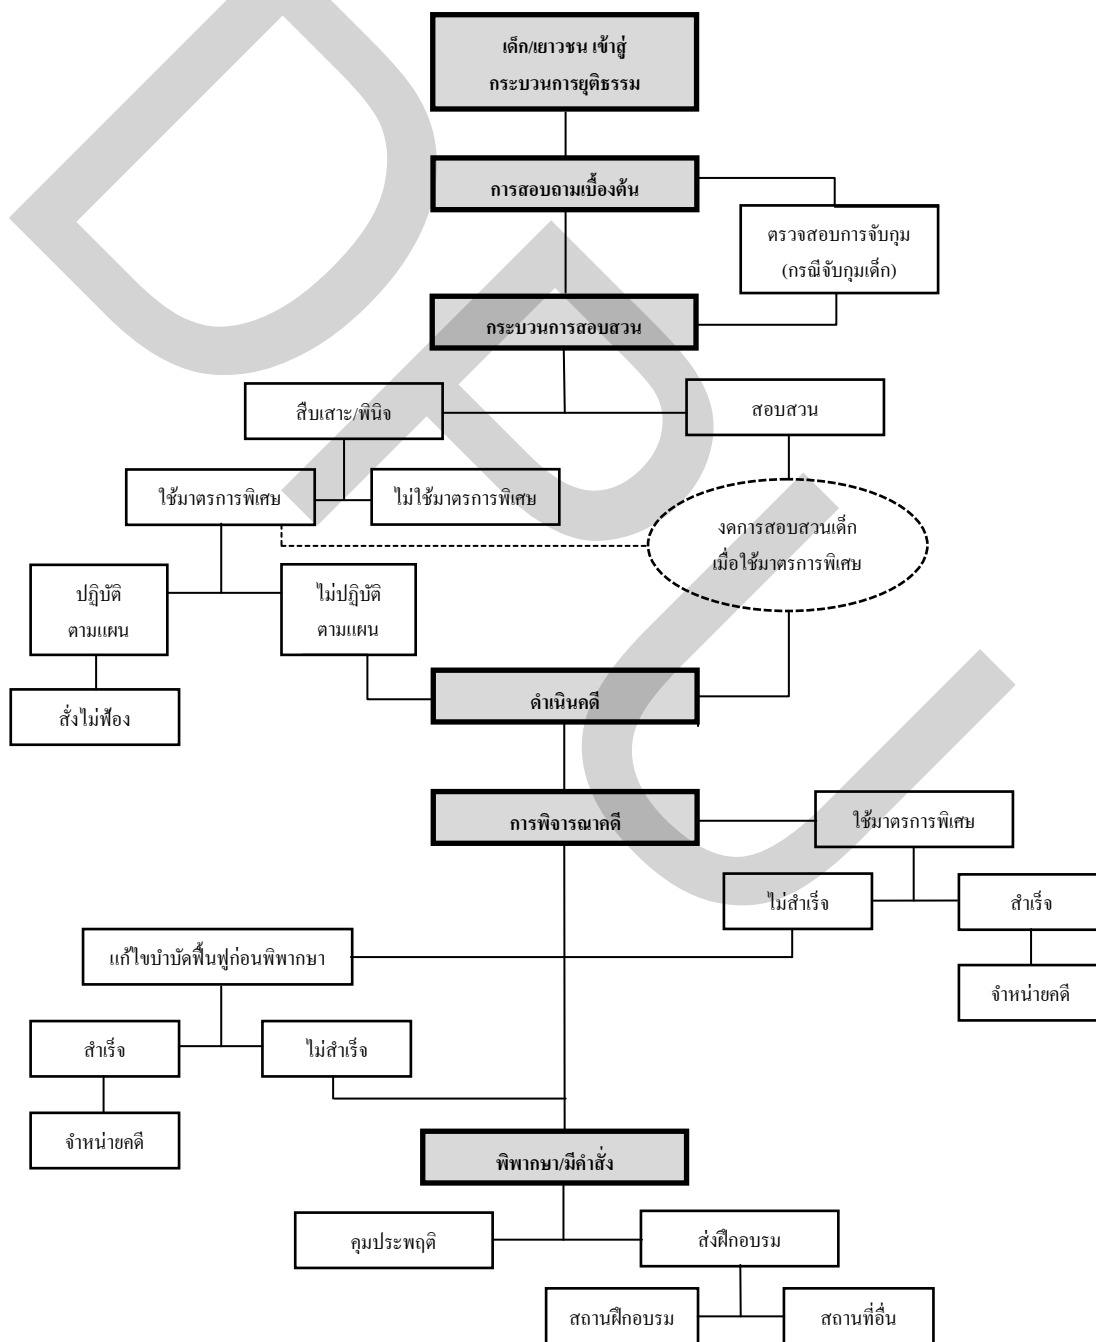 เด็ก/เยาวชน เข้าสู่
กระบวนการยุติธรรม
การสอบถามเบื้องต้น
ตรวจสอบการจับกุม
(กรณีจับกุมเด็ก)
กระบวนการสอบสวน
สืบเสาะ/พินิจ
สอบสวน
ใช้มาตรการพิเศษ
ไม่ใช้มาตรการพิเศษ
งดการสอบสวนเด็ก
เมื่อใช้มาตรการพิเศษ
ปฏิบัติ
ตามแผน
ไม่ปฏิบัติ
ตามแผน
สั่งไม่ฟ้อง
ดำเนินคดี
การพิจารณาคดี
ใช้มาตรการพิเศษ
ไม่สำเร็จ
สำเร็จ
แก้ไขบำบัดฟื้นฟูก่อนพิพากษา
จำหน่ายคดี
สำเร็จ
ไม่สำเร็จ
จำหน่ายคดี
พิพากษา/มีคำสั่ง
คุมประพฤติ
ส่งฝึกอบรม
สถานฝึกอบรม
สถานที่อื่น
DPU